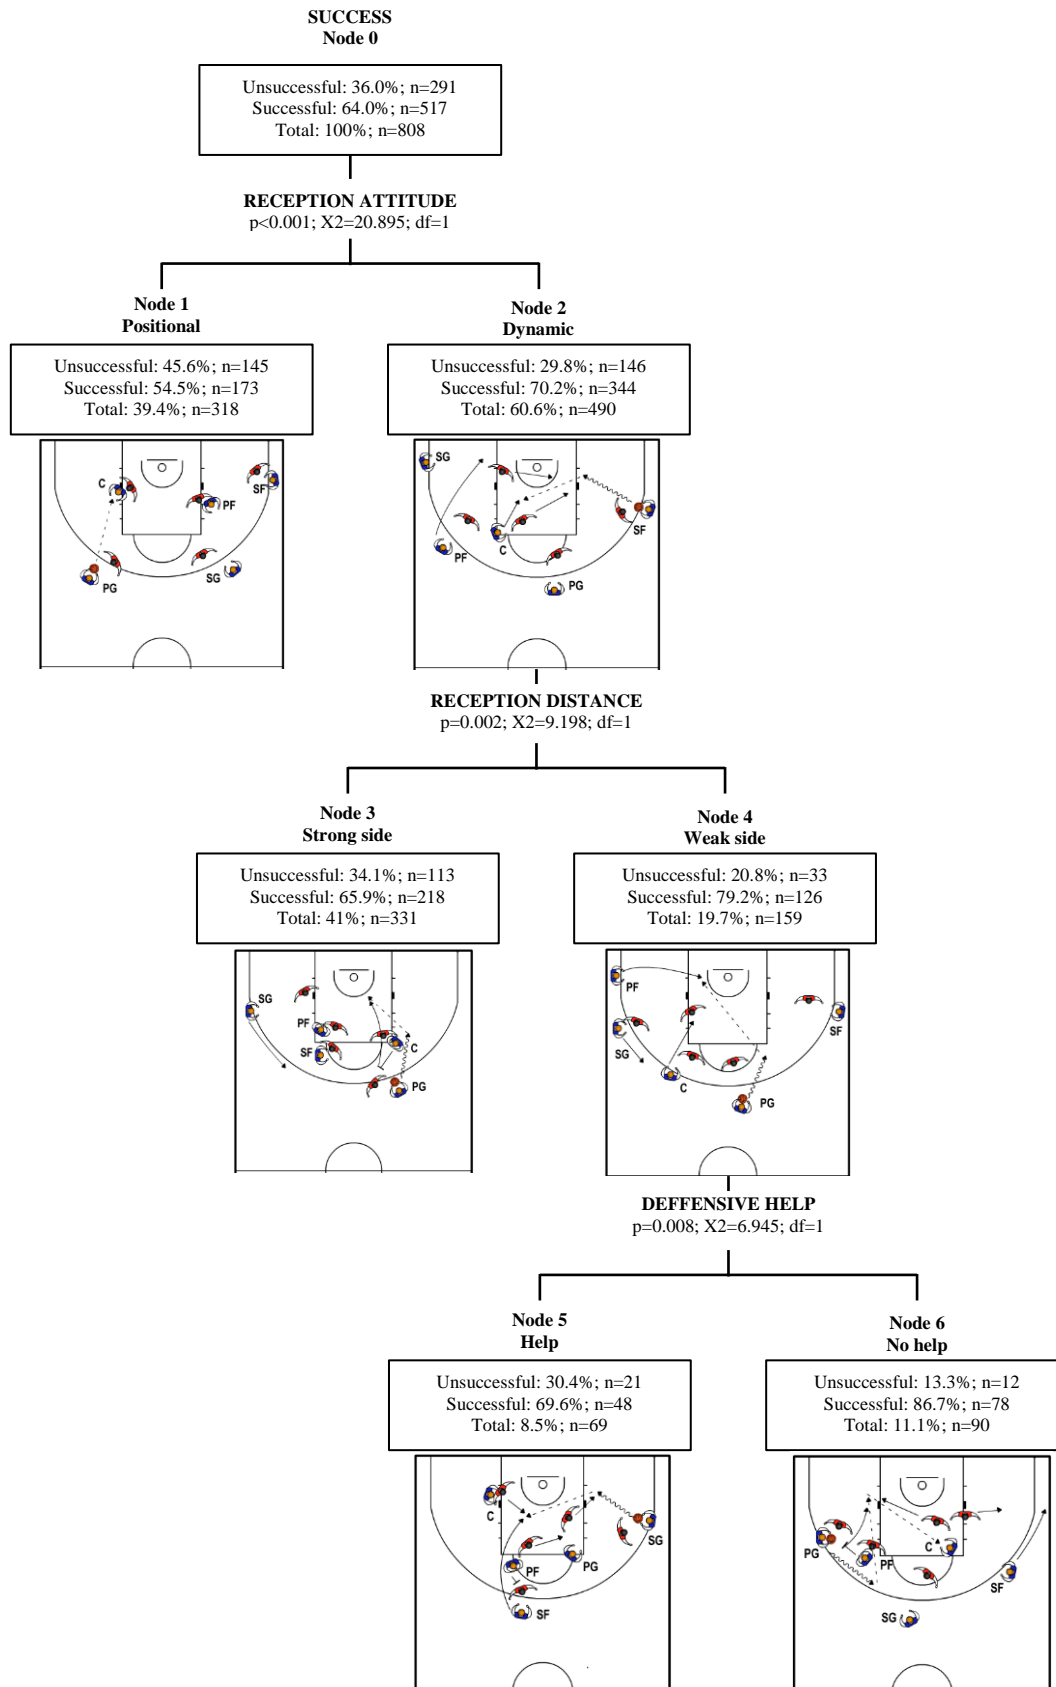 SUCCESS
Node 0
Unsuccessful: 36.0%; n=291
Successful: 64.0%; n=517
Total: 100%; n=808
RECEPTION ATTITUDE
p<0.001; X2=20.895; df=1
Node 1
Positional
Unsuccessful: 45.6%; n=145
Successful: 54.5%; n=173
Total: 39.4%; n=318
C
SF
PF
PG
SG
Node 2
Dynamic
Unsuccessful: 29.8%; n=146
Successful: 70.2%; n=344
Total: 60.6%; n=490
SG
SF
PF
C
PG
RECEPTION DISTANCE
p=0.002; X2=9.198; df=1
Node 3
Strong side
Unsuccessful: 34.1%; n=113
Successful: 65.9%; n=218
Total: 41%; n=331
SG
PF
SF
C
PG
Node 4
Weak side
Unsuccessful: 20.8%; n=33
Successful: 79.2%; n=126
Total: 19.7%; n=159
PF
SF
SG
C
PG
DEFFENSIVE HELP
p=0.008; X2=6.945; df=1
Node 5
Help
Unsuccessful: 30.4%; n=21
Successful: 69.6%; n=48
Total: 8.5%; n=69
C
SG
PF
PG
SF
Node 6
No help
Unsuccessful: 13.3%; n=12
Successful: 86.7%; n=78
Total: 11.1%; n=90
PG
C
PF
SF
SG